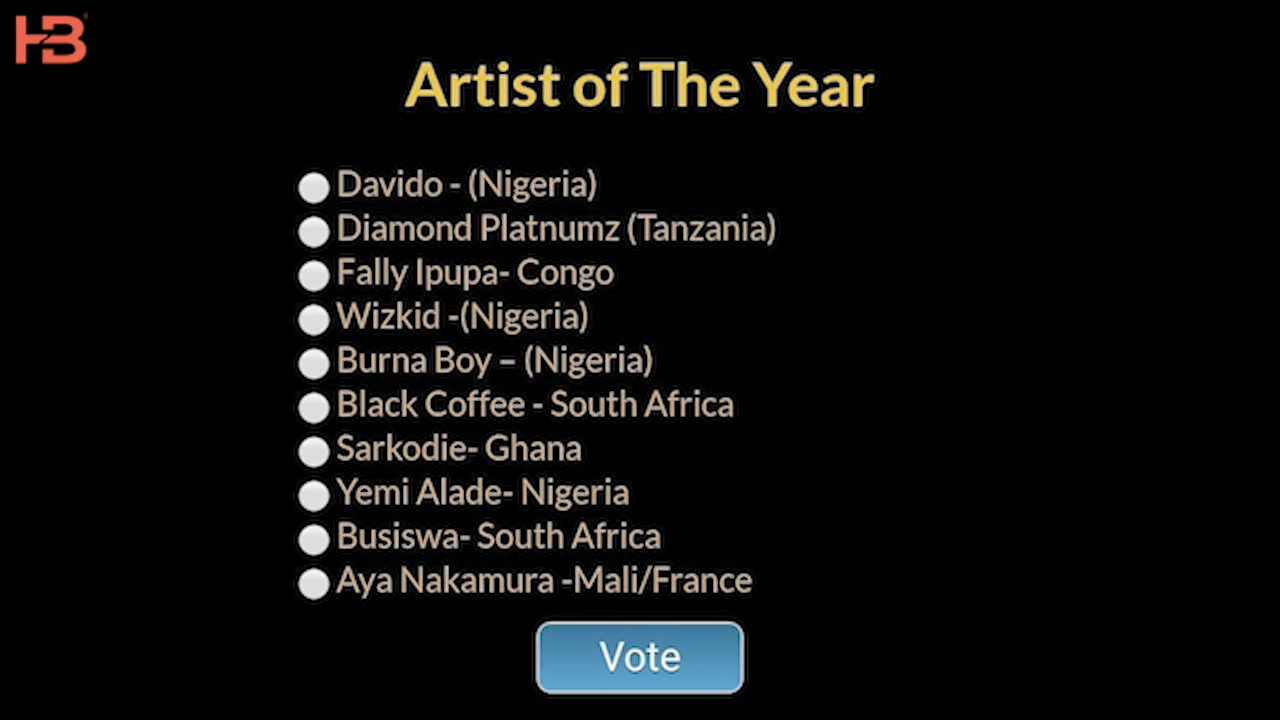 HB
Artist of The Year
Davido - (Nigeria)
Diamond Platnumz (Tanzania)
Fally Ipupa- Congo
Wizkid -(Nigeria)
Burna Boy – (Nigeria)
Black Coffee - South Africa
Sarkodie- Ghana
Yemi Alade- Nigeria
Busiswa- South Africa
Aya Nakamura -Mali/France
Vote